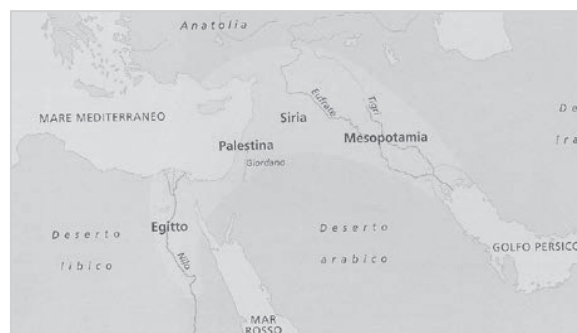 Anatolia
MARE MEDITERRANEO
Siria
Eufrate
Tigri
Mesopotamia
Palestina
Giordano
Egitto
Nilo
Deserto
libico
Deserto
arabico
GOLFO PERSICO
MAR
ROSSO